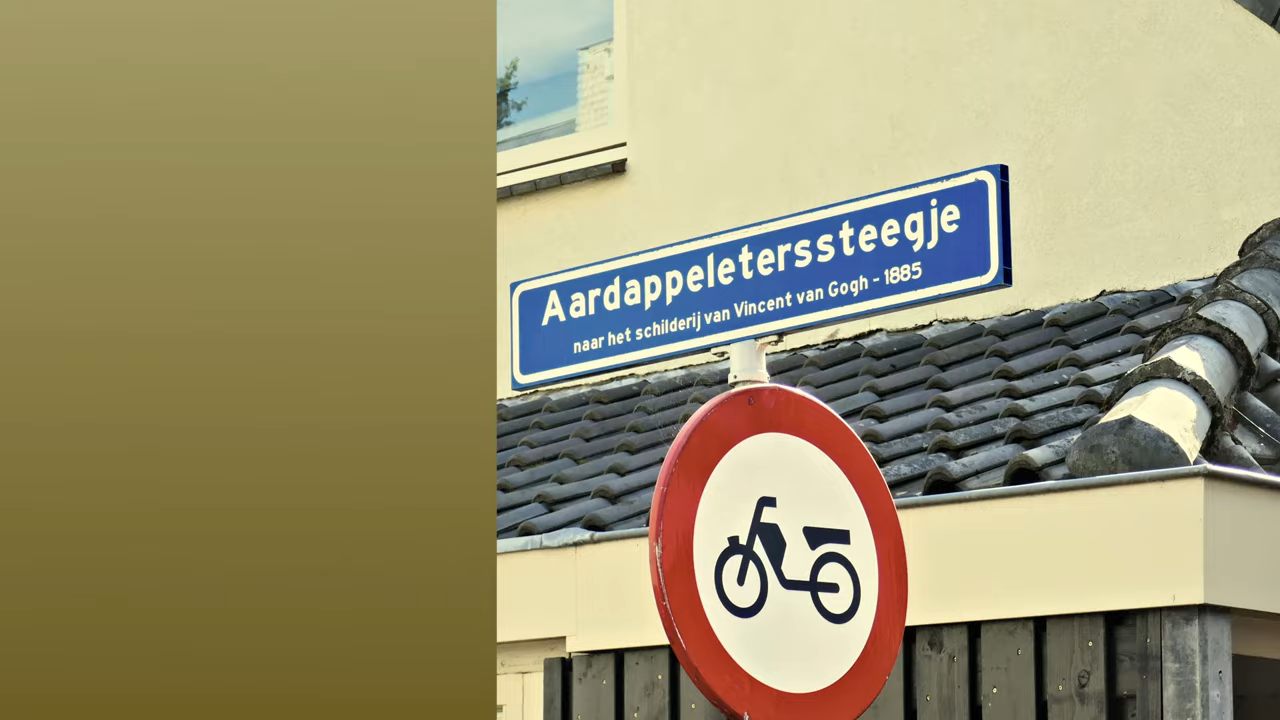 Aardappeleterssteegje
naar het schilderij van Vincent van Gogh - 1885